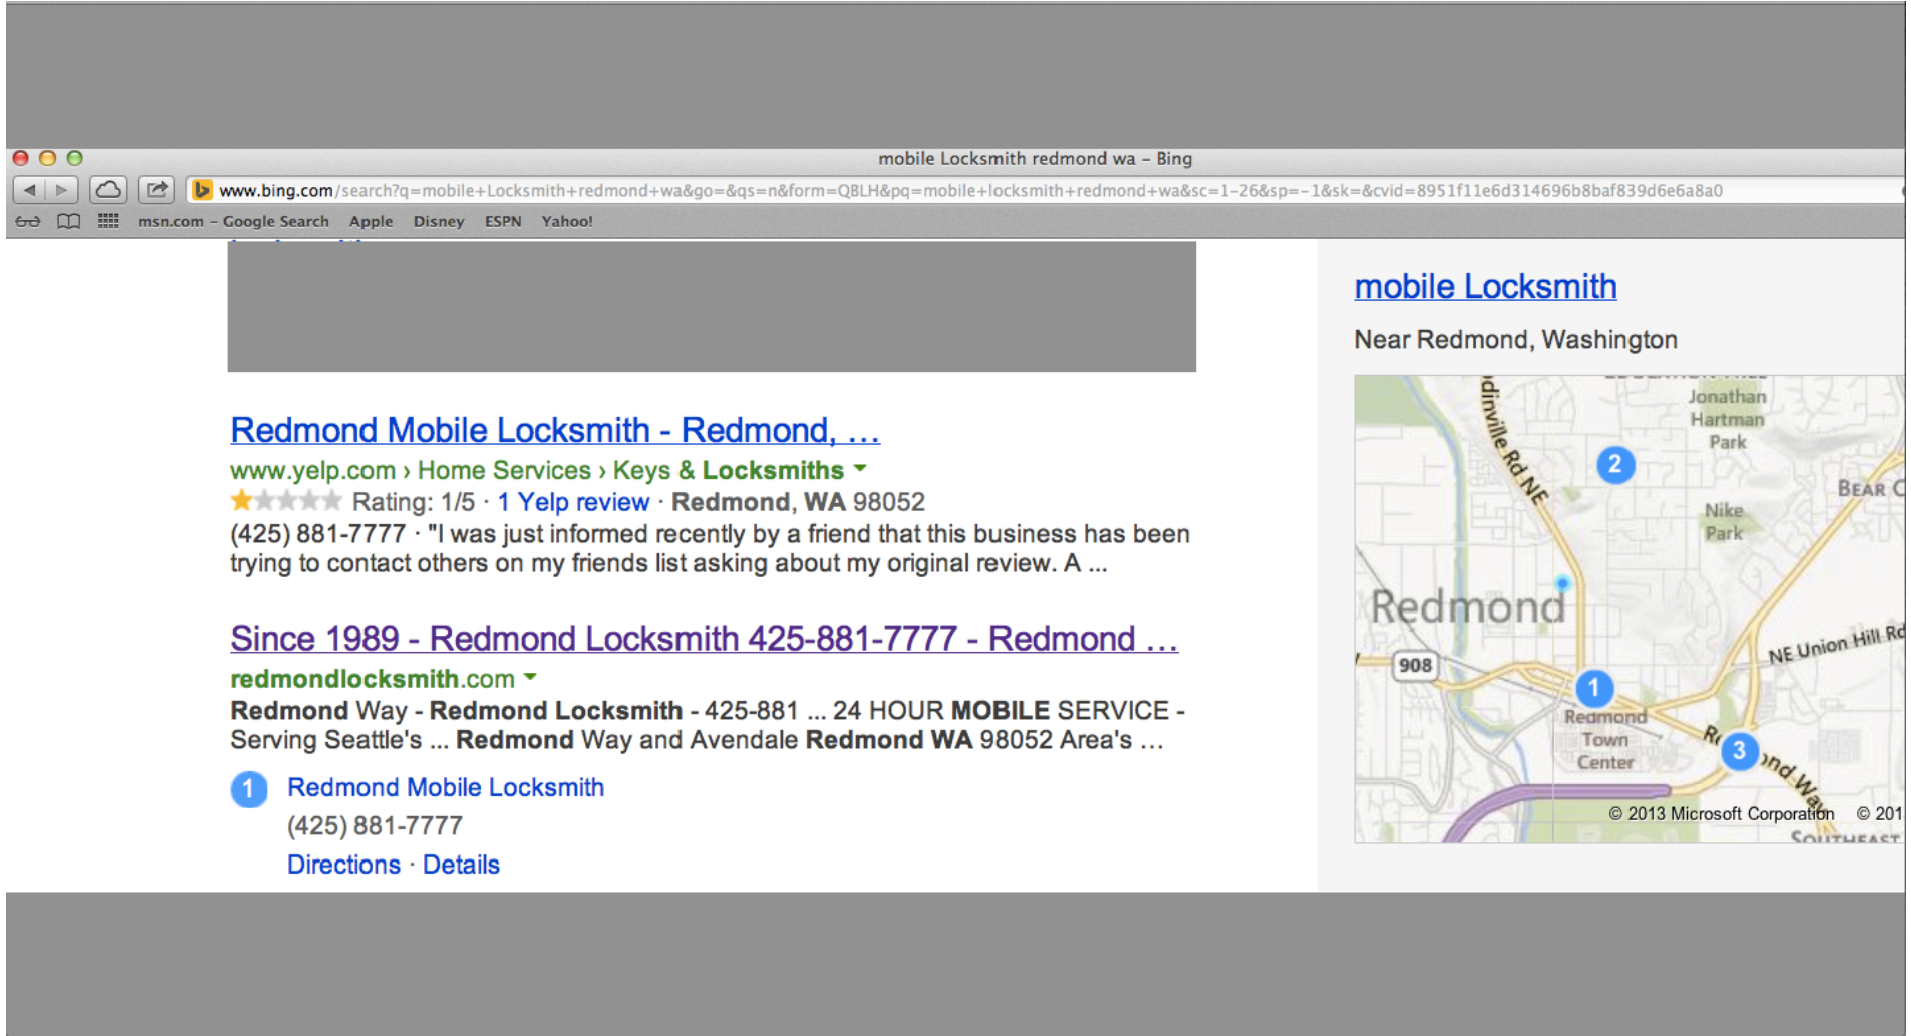 mobile Locksmith redmond wa – Bing
www.bing.com/search?q=mobile+Locksmith+redmond+wa&go=&qs=n&form=QBLH&pq=mobile+locksmith+redmond+wa&sc=1-26&sp=-1&sk=&cvid=8951f11e6d314696b8baf839d6e6a8a0
msn.com – Google Search Apple Disney ESPN Yahoo!
Redmond Mobile Locksmith - Redmond, ...
www.yelp.com › Home Services › Keys & Locksmiths
Rating: 1/5 · 1 Yelp review · Redmond, WA 98052
(425) 881-7777 · "I was just informed recently by a friend that this business has been
trying to contact others on my friends list asking about my original review. A ...
Since 1989 - Redmond Locksmith 425-881-7777 - Redmond ...
redmondlocksmith.com
Redmond Way - Redmond Locksmith - 425-881 ... 24 HOUR MOBILE SERVICE -
Serving Seattle's ... Redmond Way and Avendale Redmond WA 98052 Area's ...
1 Redmond Mobile Locksmith
(425) 881-7777
Directions · Details
mobile Locksmith
Near Redmond, Washington
Jonathan
Hartman
Park
dinville Rd NE
2
BEAR C
Nike
Park
Redmond
NE Union Hill Rd
908
1
Redmond
Town
Center
3
© 2013 Microsoft Corporation © 201
SOUTHEAST